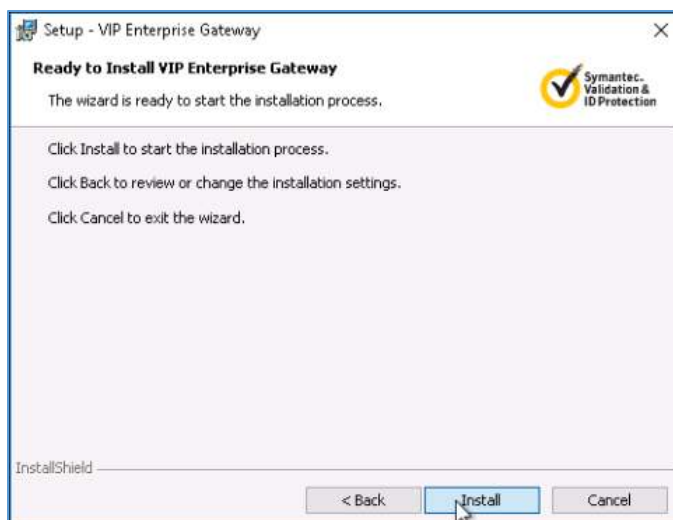 Setup - VIP Enterprise Gateway
Ready to Install VIP Enterprise Gateway
The wizard is ready to start the installation process.
Symantec.
Validation &
ID Protection
Click Install to start the installation process.
Click Back to review or change the installation settings.
Click Cancel to exit the wizard.
InstallShield
< Back
Install
Cancel